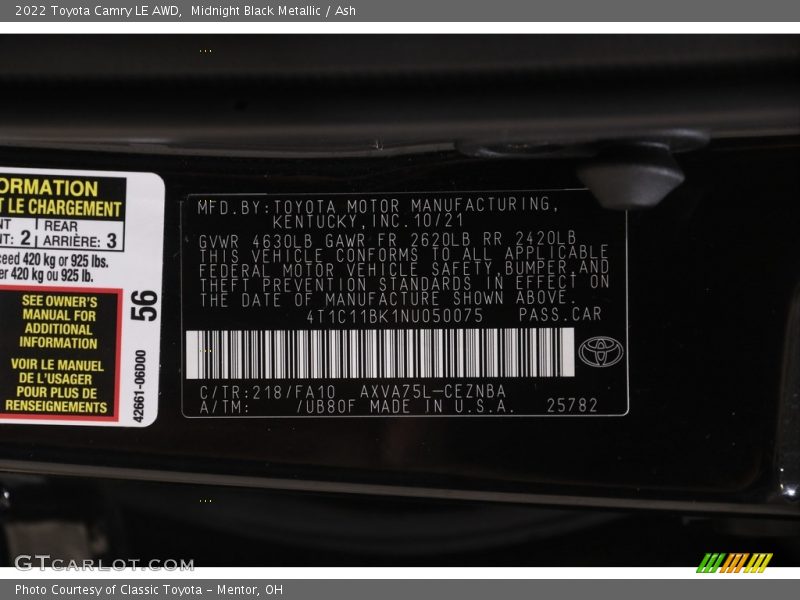 2022 Toyota Camry LE AWD,  Midnight Black Metallic / Ash
ORMATION
T LE CHARGEMENT
NT
T: 2
REAR
ARRIÈRE: 3
ceed 420 kg or 925 lbs.
er 420 kg ou 925 lb.
SEE OWNER'S
MANUAL FOR
ADDITIONAL
INFORMATION
VOIR LE MANUEL
DE L'USAGER
POUR PLUS DE
RENSEIGNEMENTS
56
42661-06D00
MFD.BY:TOYOTA MOTOR MANUFACTURING,
KENTUCKY,INC.10/21
GVWR 4630LB GAWR FR 2620LB RR 2420LB
THIS VEHICLE CONFORMS TO ALL APPLICABLE
FEDERAL MOTOR VEHICLE SAFETY,BUMPER,AND
THEFT PREVENTION STANDARDS IN EFFECT ON
THE DATE OF MANUFACTURE SHOWN ABOVE.
4T1C11BK1NU050075 PASS.CAR
C/TR:218/FA10 AXVA75L-CEZNBA
A/TM: /UB80F MADE IN U.S.A. 25782
GTCARLOT.COM
Photo Courtesy of Classic Toyota - Mentor, OH